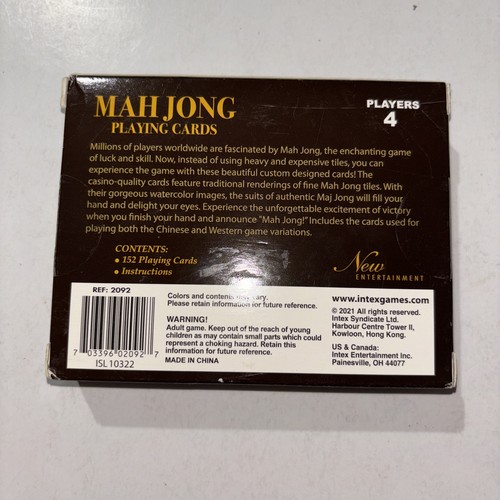 MAH JONG
PLAYING CARDS
PLAYERS
4
Millions of players worldwide are fascinated by Mah Jong, the enchanting game
of luck and skill. Now, instead of using heavy and expensive tiles, you can
experience the game with these beautiful custom designed cards! The
casino-quality cards feature traditional renderings of fine Mah Jong tiles. With
their gorgeous watercolor images, the suits of authentic Maj Jong will fill your
hand and delight your eyes. Experience the unforgettable excitement of victory
when you finish your hand and announce "Mah Jong!" Includes the cards used for
playing both the Chinese and Western game variations.
CONTENTS:
• 152 Playing Cards
• Instructions
New
ENTERTAINMENT
REF: 2092
7 03396 02092 7
ISL 10322
Colors and contents may vary.
Please retain information for future reference.
WARNING!
Adult game. Keep out of the reach of young
children as may contain small parts which could
represent a choking hazard. Retain this
information for future reference.
MADE IN CHINA
www.intexgames.com
© 2021 All rights reserved.
Intex Syndicate Ltd.
Harbour Centre Tower II,
Kowloon, Hong Kong.
US & Canada:
Intex Entertainment Inc.
Painesville, OH 44077